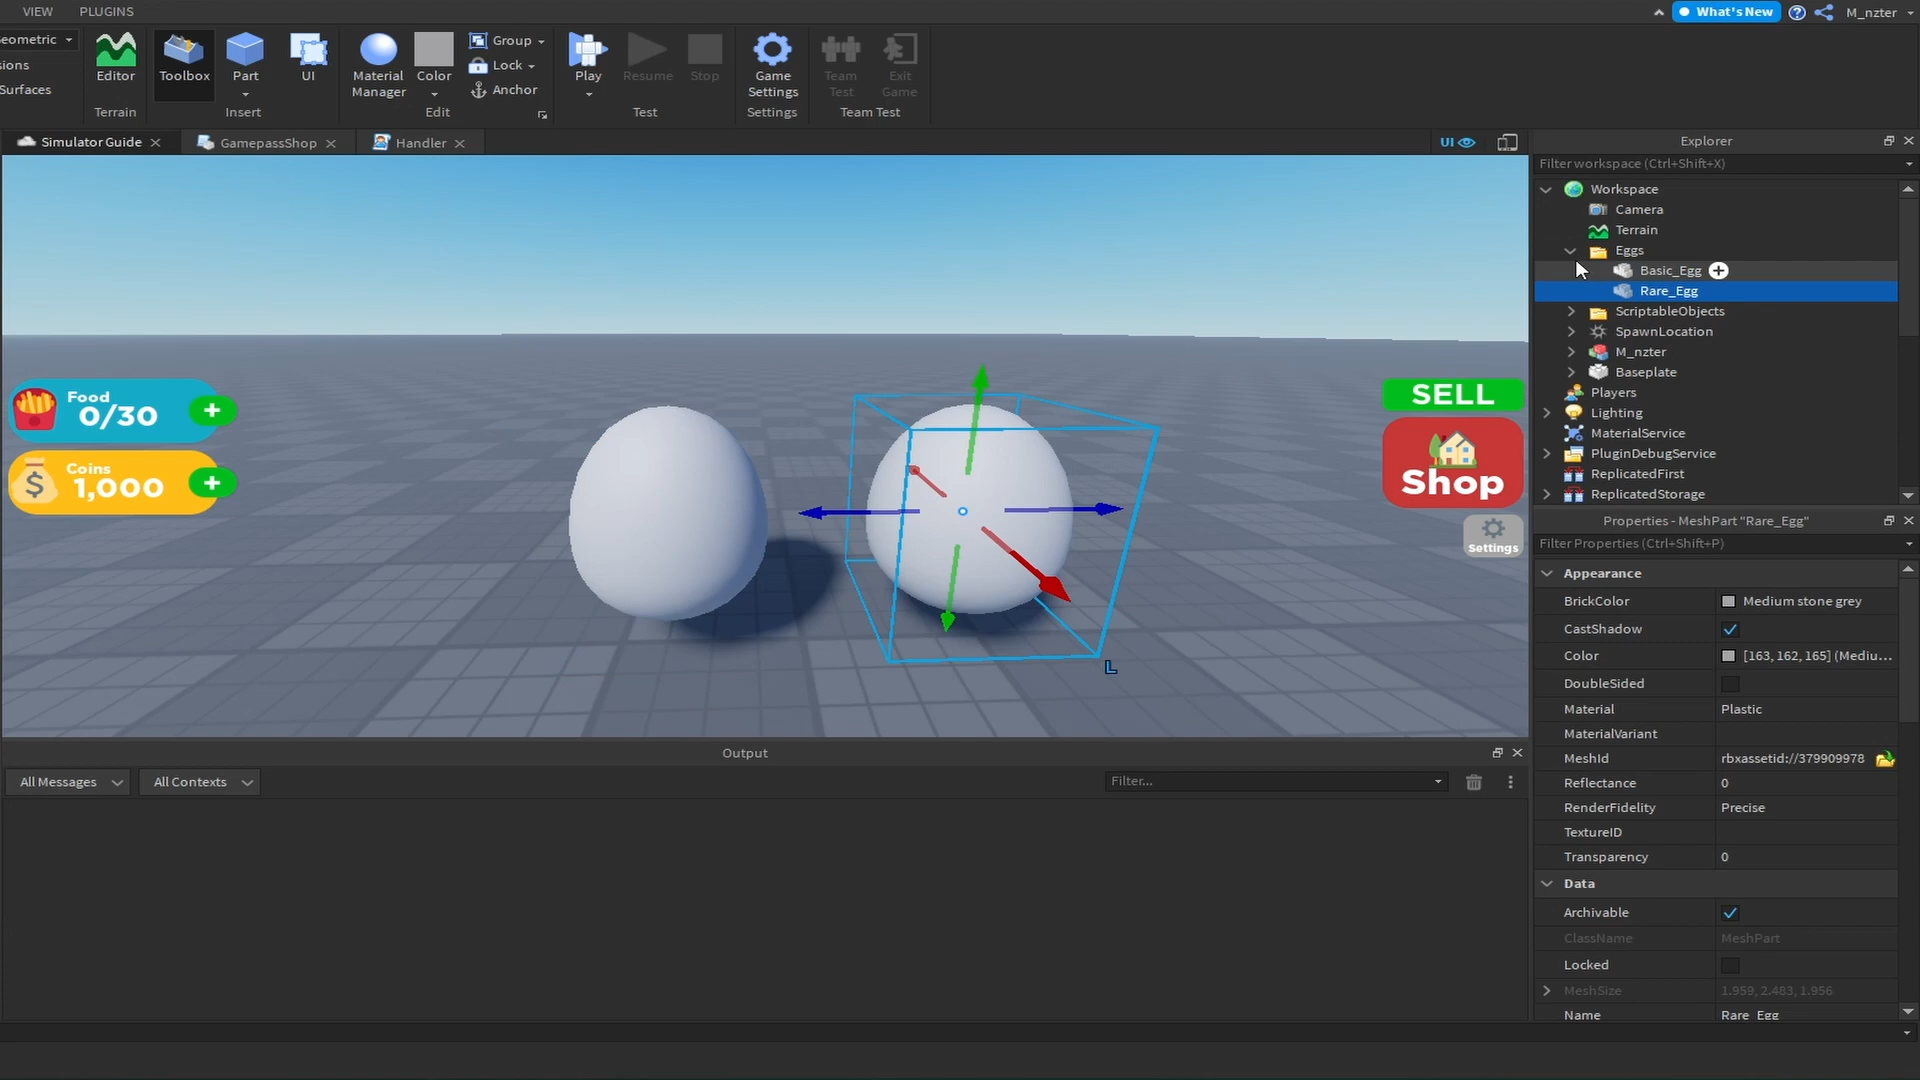 VIEW PLUGINS
What's New M_nzter
eometric
ions
Surfaces
Editor
Toolbox
Part
UI
Material Manager
Color
Group
Lock
Anchor
Play
Resume
Stop
Game Settings
Team Test
Exit Game
Terrain
Insert
Edit
Test
Settings
Team Test
Simulator Guide
GamepassShop
Handler
UI
Explorer
Filter workspace (Ctrl+Shift+X)
Workspace
Camera
Terrain
Eggs
Basic_Egg
Rare_Egg
ScriptableObjects
SpawnLocation
M_nzter
Baseplate
Players
Lighting
MaterialService
PluginDebugService
ReplicatedFirst
ReplicatedStorage
Food
0/30
+
Coins
1,000
+
SELL
Shop
Settings
L
Properties - MeshPart "Rare_Egg"
Filter Properties (Ctrl+Shift+P)
Appearance
BrickColor Medium stone grey
CastShadow
Color [163, 162, 165] (Mediu...
DoubleSided
Material Plastic
MaterialVariant
MeshId rbxassetid://379909978
Reflectance 0
RenderFidelity Precise
TextureID
Transparency 0
Data
Archivable
ClassName MeshPart
Locked
MeshSize 1.959, 2.483, 1.956
Name Rare_Egg
Output
All Messages All Contexts Filter...